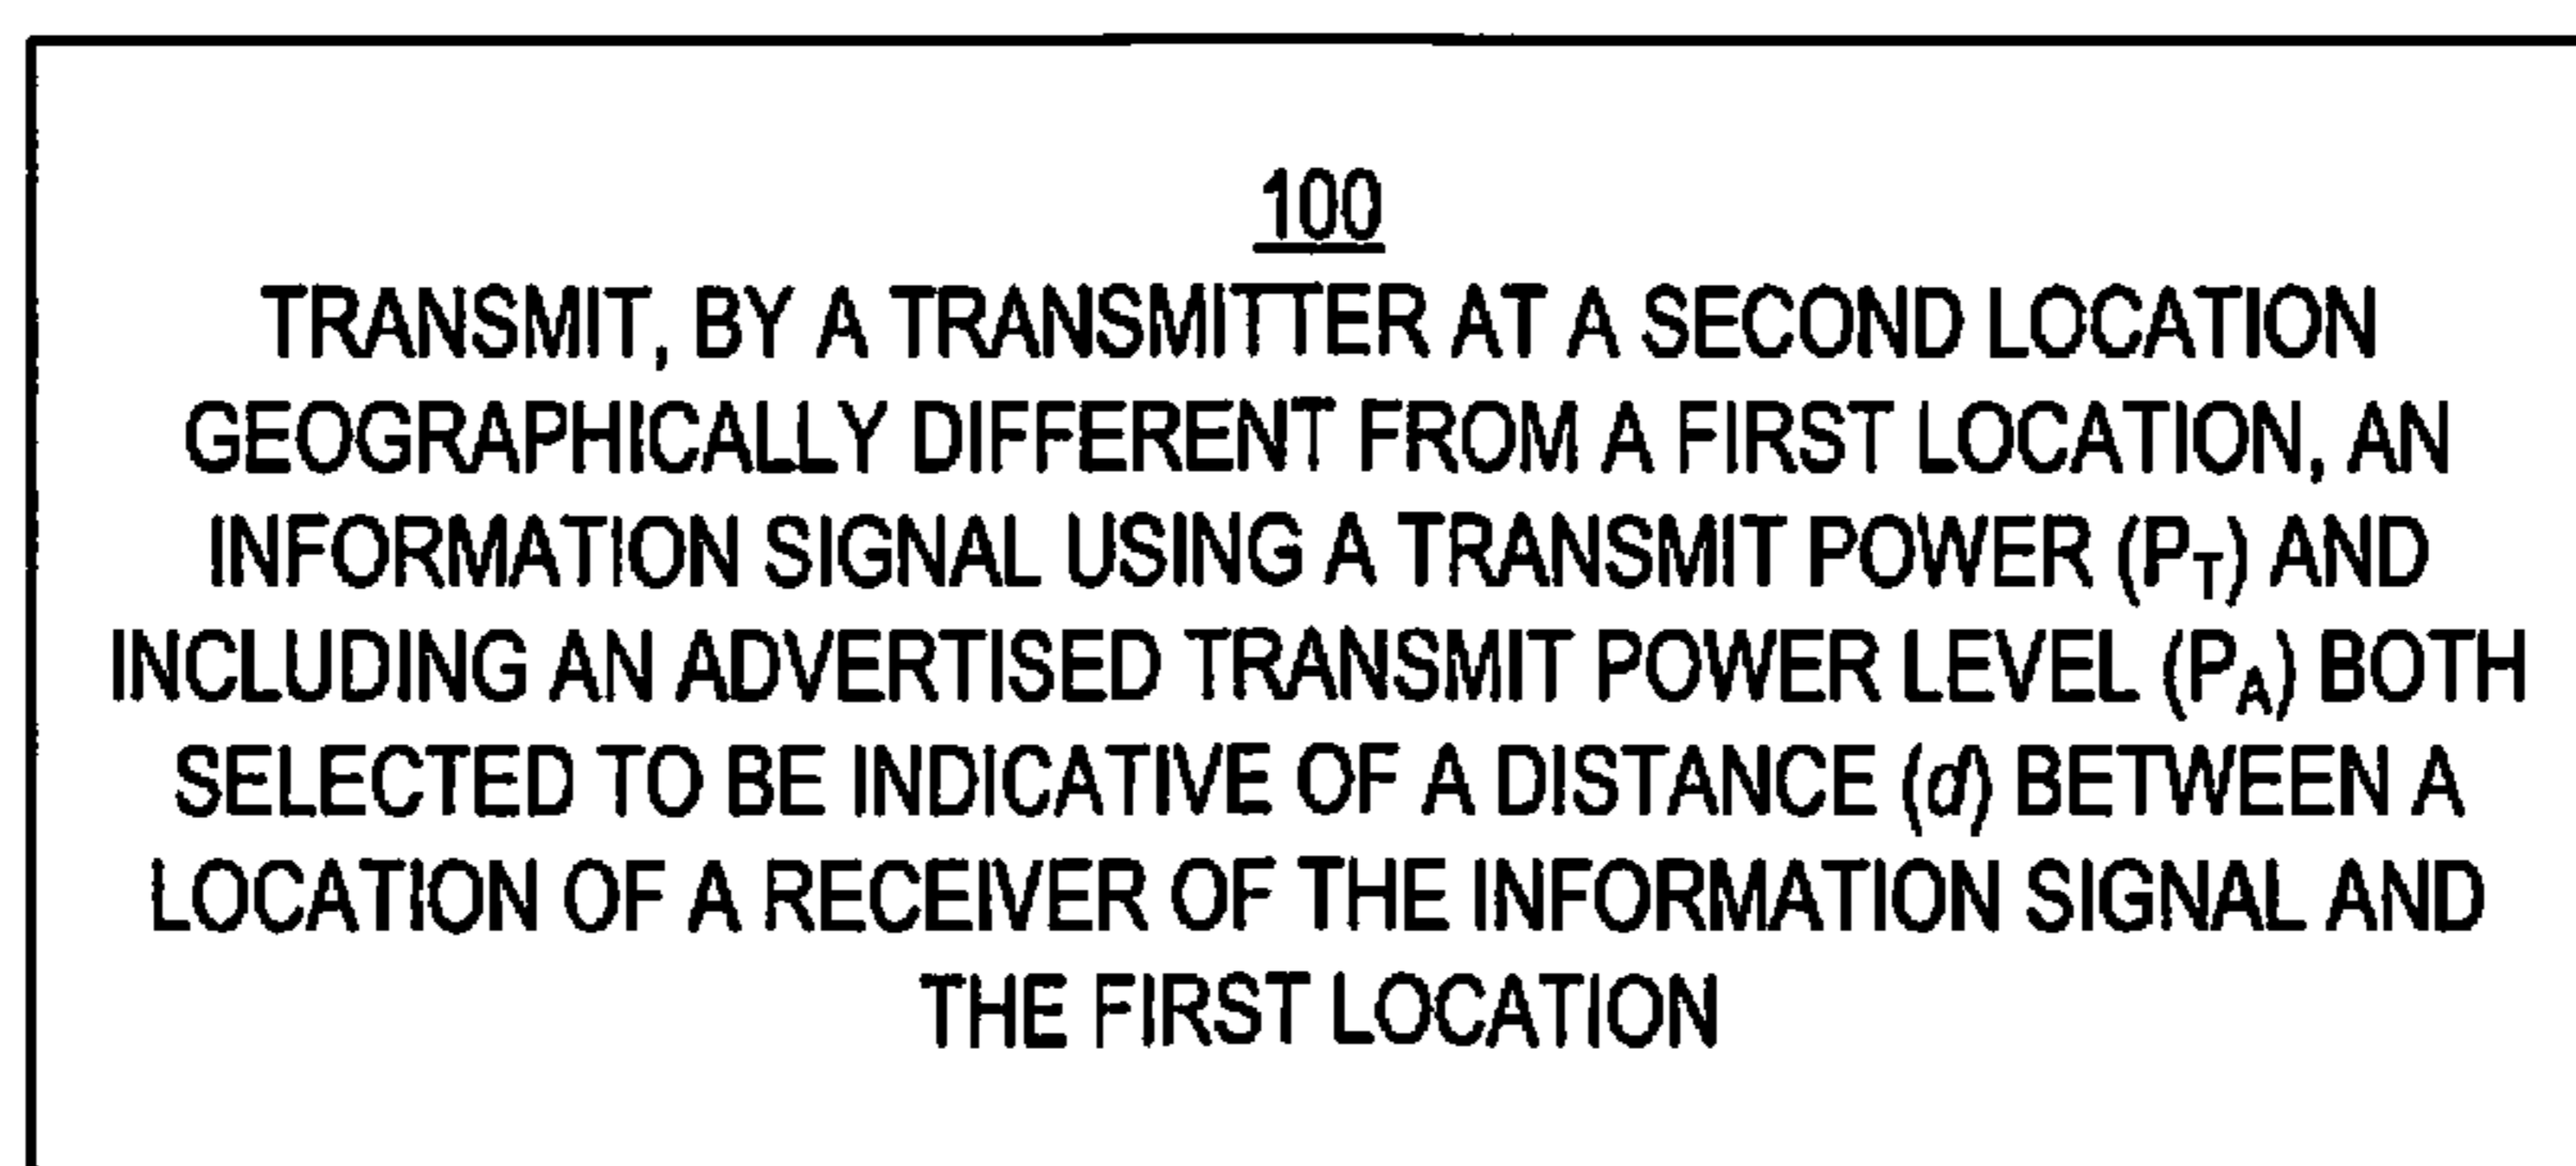 100
TRANSMIT, BY A TRANSMITTER AT A SECOND LOCATION
GEOGRAPHICALLY DIFFERENT FROM A FIRST LOCATION, AN
INFORMATION SIGNAL USING A TRANSMIT POWER (PT) AND
INCLUDING AN ADVERTISED TRANSMIT POWER LEVEL (PA) BOTH
SELECTED TO BE INDICATIVE OF A DISTANCE (d) BETWEEN A
LOCATION OF A RECEIVER OF THE INFORMATION SIGNAL AND
THE FIRST LOCATION